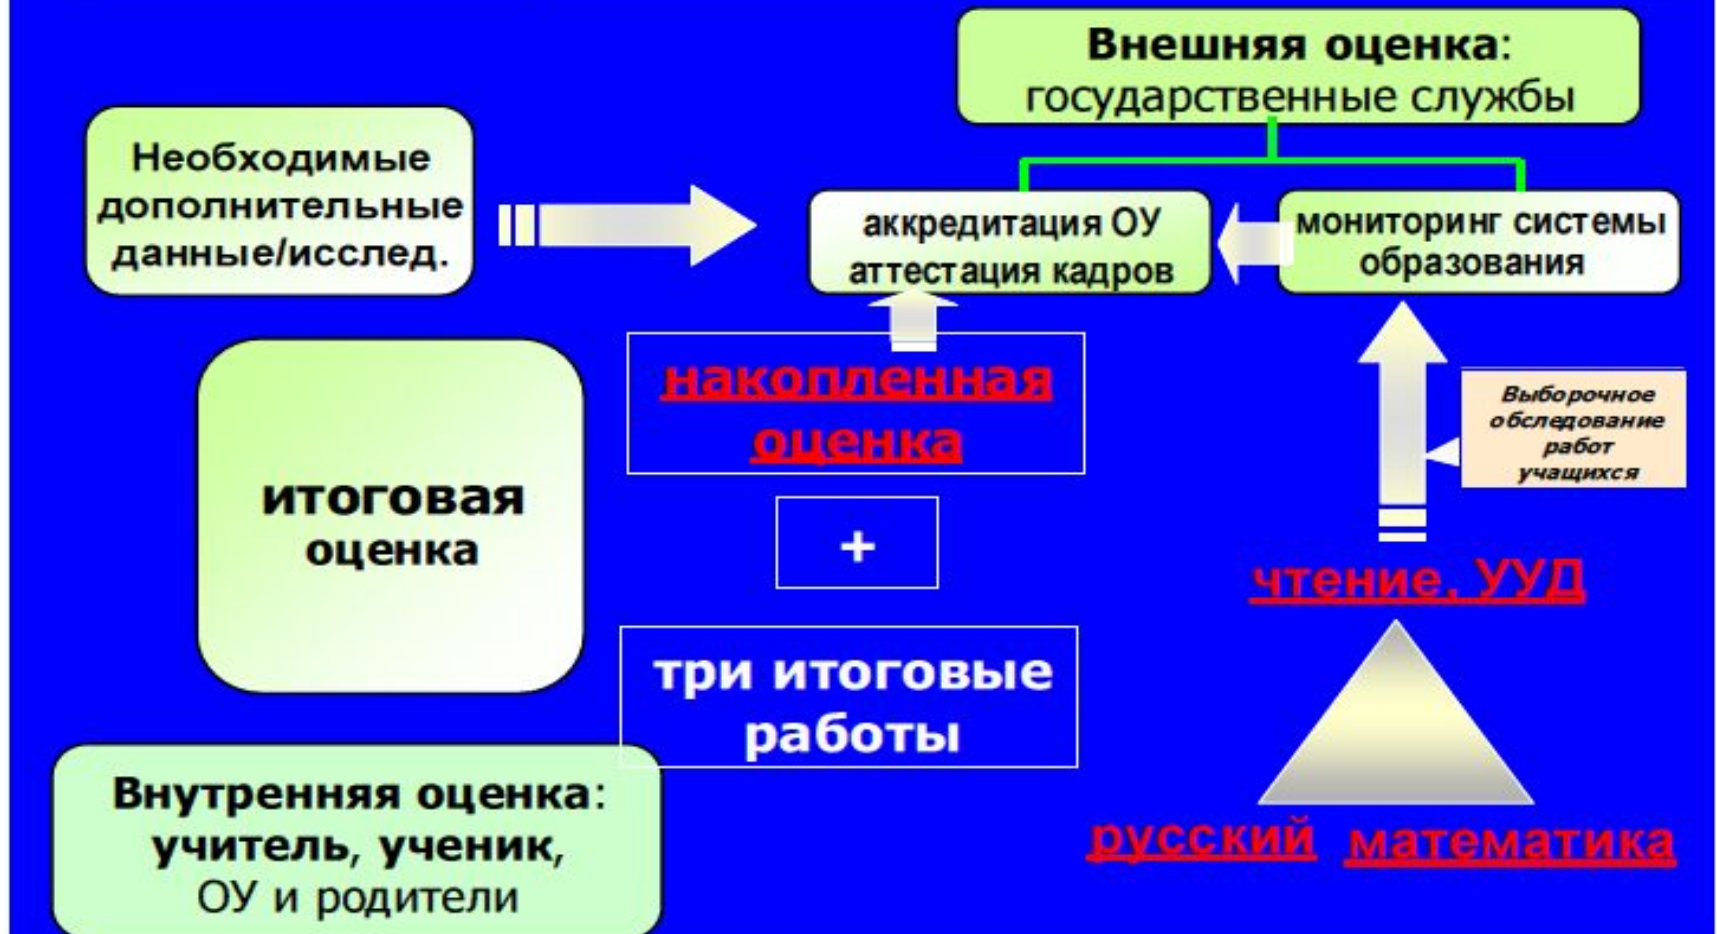 Внешняя оценка:
государственные службы
Необходимые
дополнительные
данные/исслед.
аккредитация ОУ
аттестация кадров
мониторинг системы
образования
накопленная
оценка
Выборочное
обследование
работ
учащихся
итоговая
оценка
+
чтение, УУД
три итоговые
работы
Внутренняя оценка:
учитель, ученик,
ОУ и родители
русский математика